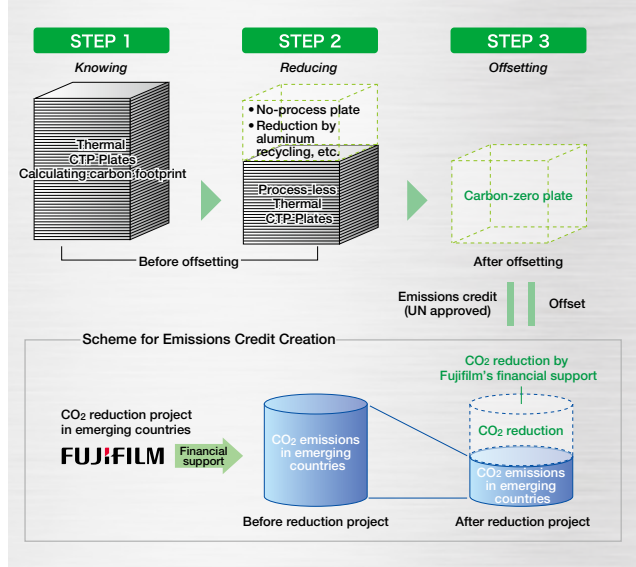 STEP 1
Knowing
Thermal
CTP Plates
Calculating carbon footprint
STEP 2
Reducing
• No-process plate
• Reduction by
aluminum
recycling, etc.
Process-less
Thermal
CTP-Plates
Before offsetting
STEP 3
Offsetting
Carbon-zero plate
After offsetting
Emissions credit
(UN approved)
Offset
Scheme for Emissions Credit Creation
CO2 reduction project
in emerging countries
FUJIFILM
Financial
support
CO2 emissions
in emerging
countries
Before reduction project
CO2 reduction by
Fujifilm's financial support
CO2 reduction
CO2 emissions
in emerging
countries
After reduction project